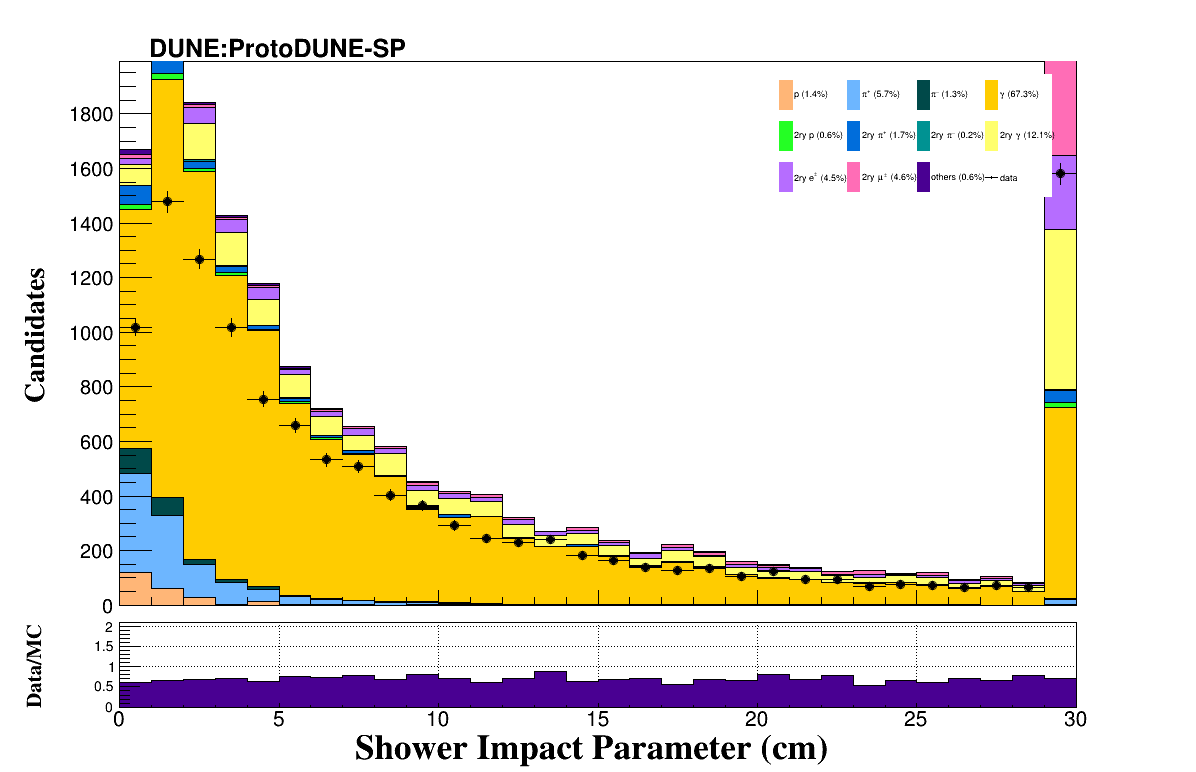 DUNE:ProtoDUNE-SP
Candidates
1800
1600
1400
1200
1000
800
600
400
200
0
p (1.4%) π⁺ (5.7%) π⁻ (1.3%) γ (67.3%)
2ry p (0.6%) 2ry π⁺ (1.7%) 2ry π⁻ (0.2%) 2ry γ (12.1%)
2ry e± (4.5%) 2ry μ± (4.6%) others (0.6%) data
Data/MC
2
1.5
1
0.5
0
0 5 10 15 20 25 30
Shower Impact Parameter (cm)